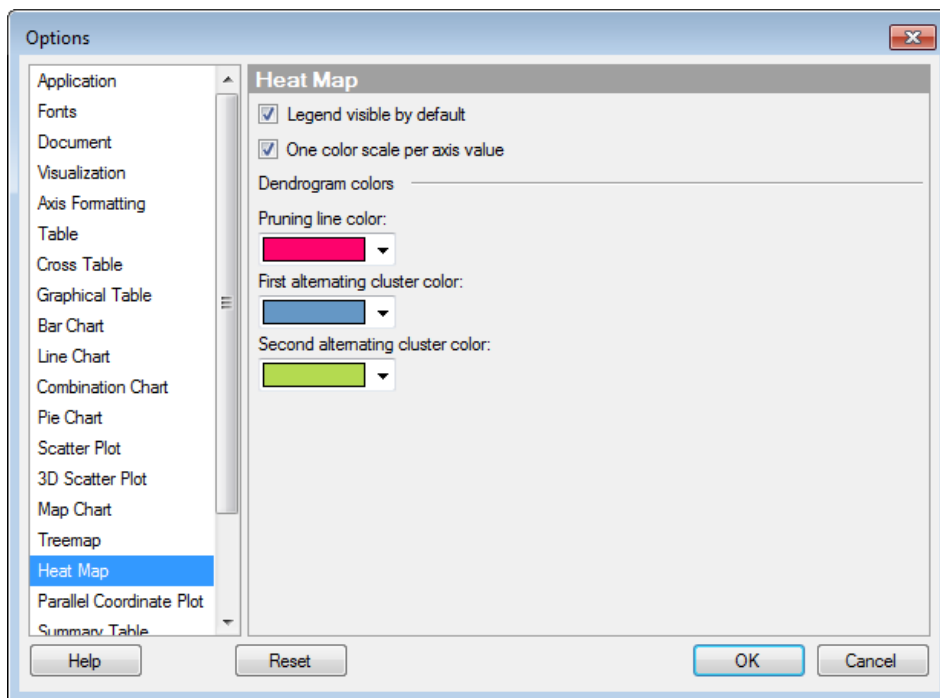 Options
Application
Fonts
Document
Visualization
Axis Formatting
Table
Cross Table
Graphical Table
Bar Chart
Line Chart
Combination Chart
Pie Chart
Scatter Plot
3D Scatter Plot
Map Chart
Treemap
Heat Map
Parallel Coordinate Plot
Summary Table
Heat Map
Legend visible by default
One color scale per axis value
Dendrogram colors
Pruning line color:
First alternating cluster color:
Second alternating cluster color:
Help
Reset
OK
Cancel